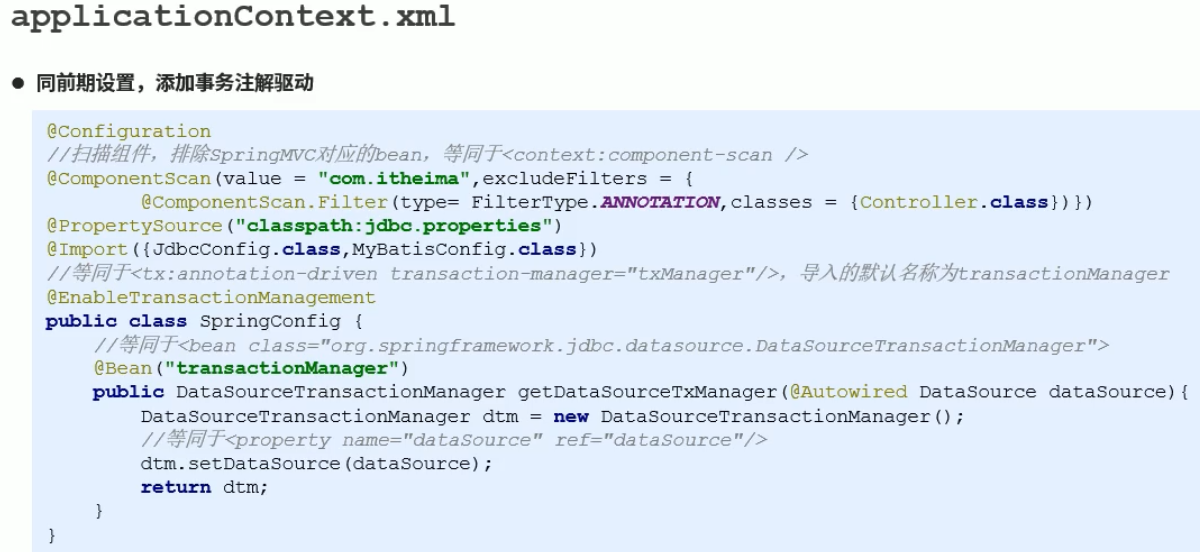 applicationContext.xml
● 同前期设置，添加事务注解驱动
@Configuration
//扫描组件，排除SpringMVC对应的bean，等同于<context:component-scan />
@ComponentScan(value = "com.itheima",excludeFilters = {
        @ComponentScan.Filter(type= FilterType.ANNOTATION,classes = {Controller.class})})
@PropertySource("classpath:jdbc.properties")
@Import({JdbcConfig.class,MyBatisConfig.class})
//等同于<tx:annotation-driven transaction-manager="txManager"/>，导入的默认名称为transactionManager
@EnableTransactionManagement
public class SpringConfig {
    //等同于<bean class="org.springframework.jdbc.datasource.DataSourceTransactionManager">
    @Bean("transactionManager")
    public DataSourceTransactionManager getDataSourceTxManager(@Autowired DataSource dataSource){
        DataSourceTransactionManager dtm = new DataSourceTransactionManager();
        //等同于<property name="dataSource" ref="dataSource"/>
        dtm.setDataSource(dataSource);
        return dtm;
    }
}